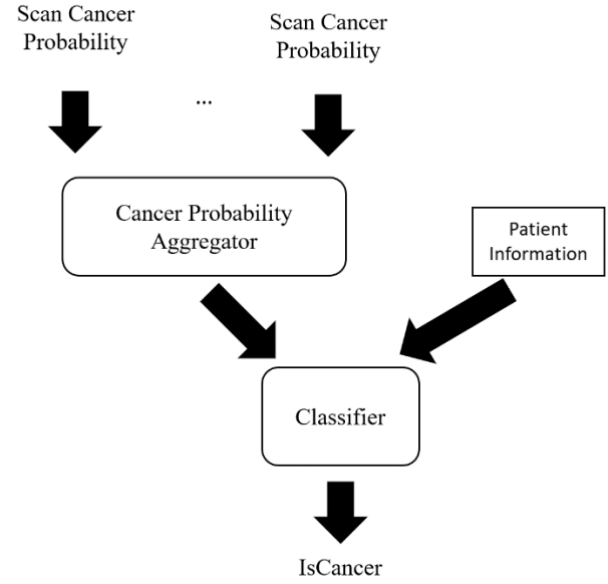 Scan Cancer
Probability
Scan Cancer
Probability
...
Cancer Probability
Aggregator
Patient
Information
Classifier
IsCancer